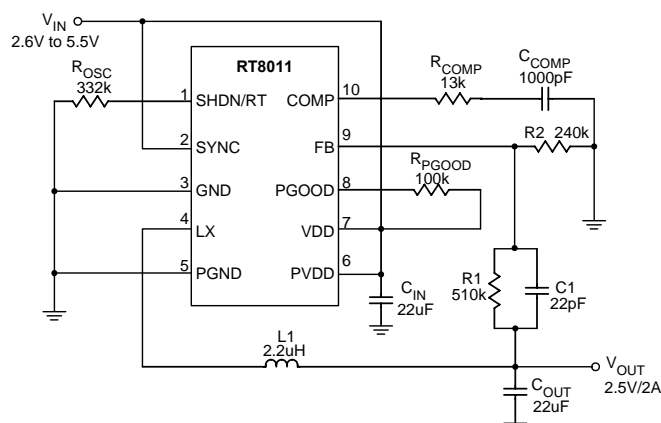 VIN
2.6V to 5.5V
ROSC
332k
RT8011
1 SHDN/RT
2 SYNC
3 GND
4 LX
5 PGND
COMP 10
FB 9
PGOOD 8
VDD 7
PVDD 6
RCOMP
13k
CCOMP
1000pF
R2 240k
RPGOOD
100k
CIN
22uF
R1
510k
C1
22pF
L1
2.2uH
VOUT
2.5V/2A
COUT
22uF